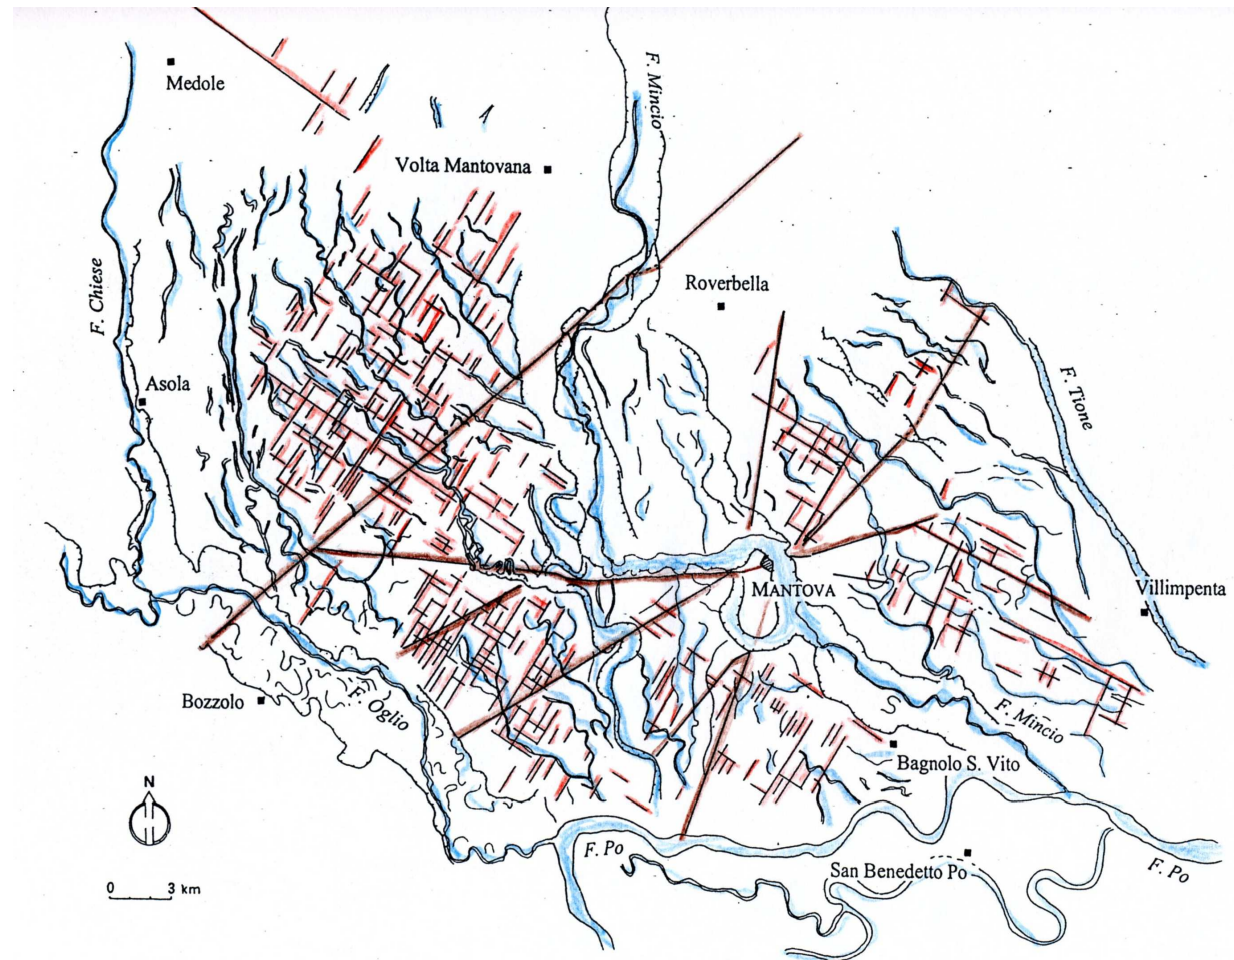 Medole
F. Mincio
Volta Mantovana
F. Chiese
Roverbella
Asola
F. Tione
MANTOVA
Villimpenta
Bozzolo
F. Oglio
F. Mincio
Bagnolo S. Vito
N
F. Po
San Benedetto Po
F. Po
0 3 km